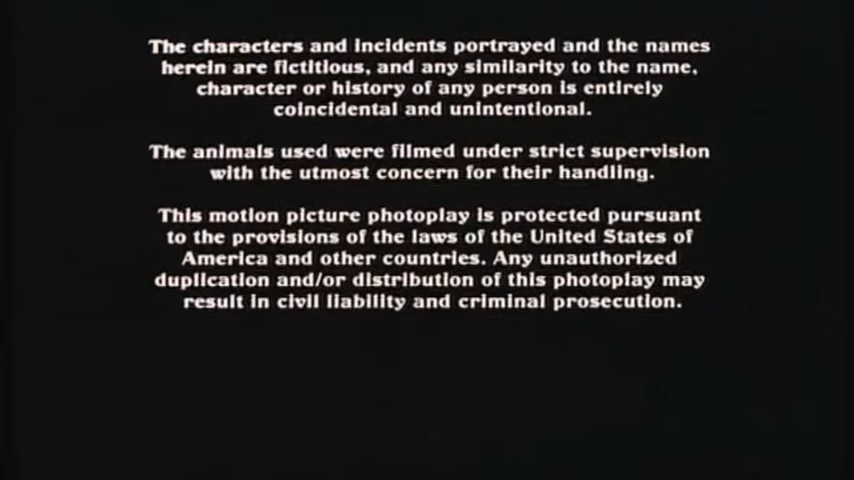 The characters and incidents portrayed and the names
herein are fictitious, and any similarity to the name,
character or history of any person is entirely
coincidental and unintentional.
The animals used were filmed under strict supervision
with the utmost concern for their handling.
This motion picture photoplay is protected pursuant
to the provisions of the laws of the United States of
America and other countries. Any unauthorized
duplication and/or distribution of this photoplay may
result in civil liability and criminal prosecution.